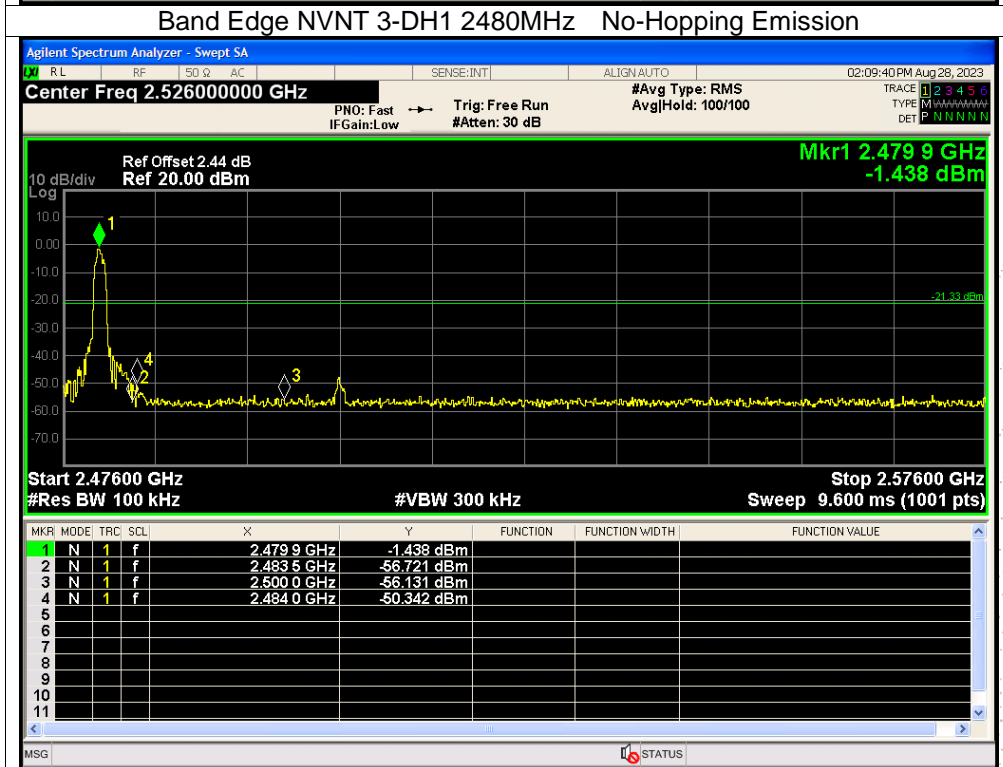 Band Edge NVNT 3-DH1 2480MHz No-Hopping Emission
Agilent Spectrum Analyzer - Swept SA
LXI RL RF 50 Ω AC SENSE:INT ALIGN AUTO 02:09:40 PM Aug 28, 2023
Center Freq 2.526000000 GHz #Avg Type: RMS TRACE 1 2 3 4 5 6
PNO: Fast Trig: Free Run Avg|Hold: 100/100 TYPE M WWWWW
IFGain:Low #Atten: 30 dB DET P N N N N N
Mkr1 2.479 9 GHz
Ref Offset 2.44 dB
10 dB/div Ref 20.00 dBm -1.438 dBm
Log
10.0
1
0.00
-10.0
-20.0
-21.33 dBm
-30.0
-40.0
4
-50.0
2
3
-60.0
-70.0
Start 2.47600 GHz Stop 2.57600 GHz
#Res BW 100 kHz #VBW 300 kHz Sweep 9.600 ms (1001 pts)
MKR MODE TRC SCL X Y FUNCTION FUNCTION WIDTH FUNCTION VALUE
1 N 1 f 2.479 9 GHz -1.438 dBm
2 N 1 f 2.483 5 GHz -56.721 dBm
3 N 1 f 2.500 0 GHz -56.131 dBm
4 N 1 f 2.484 0 GHz -50.342 dBm
5
6
7
8
9
10
11
MSG STATUS